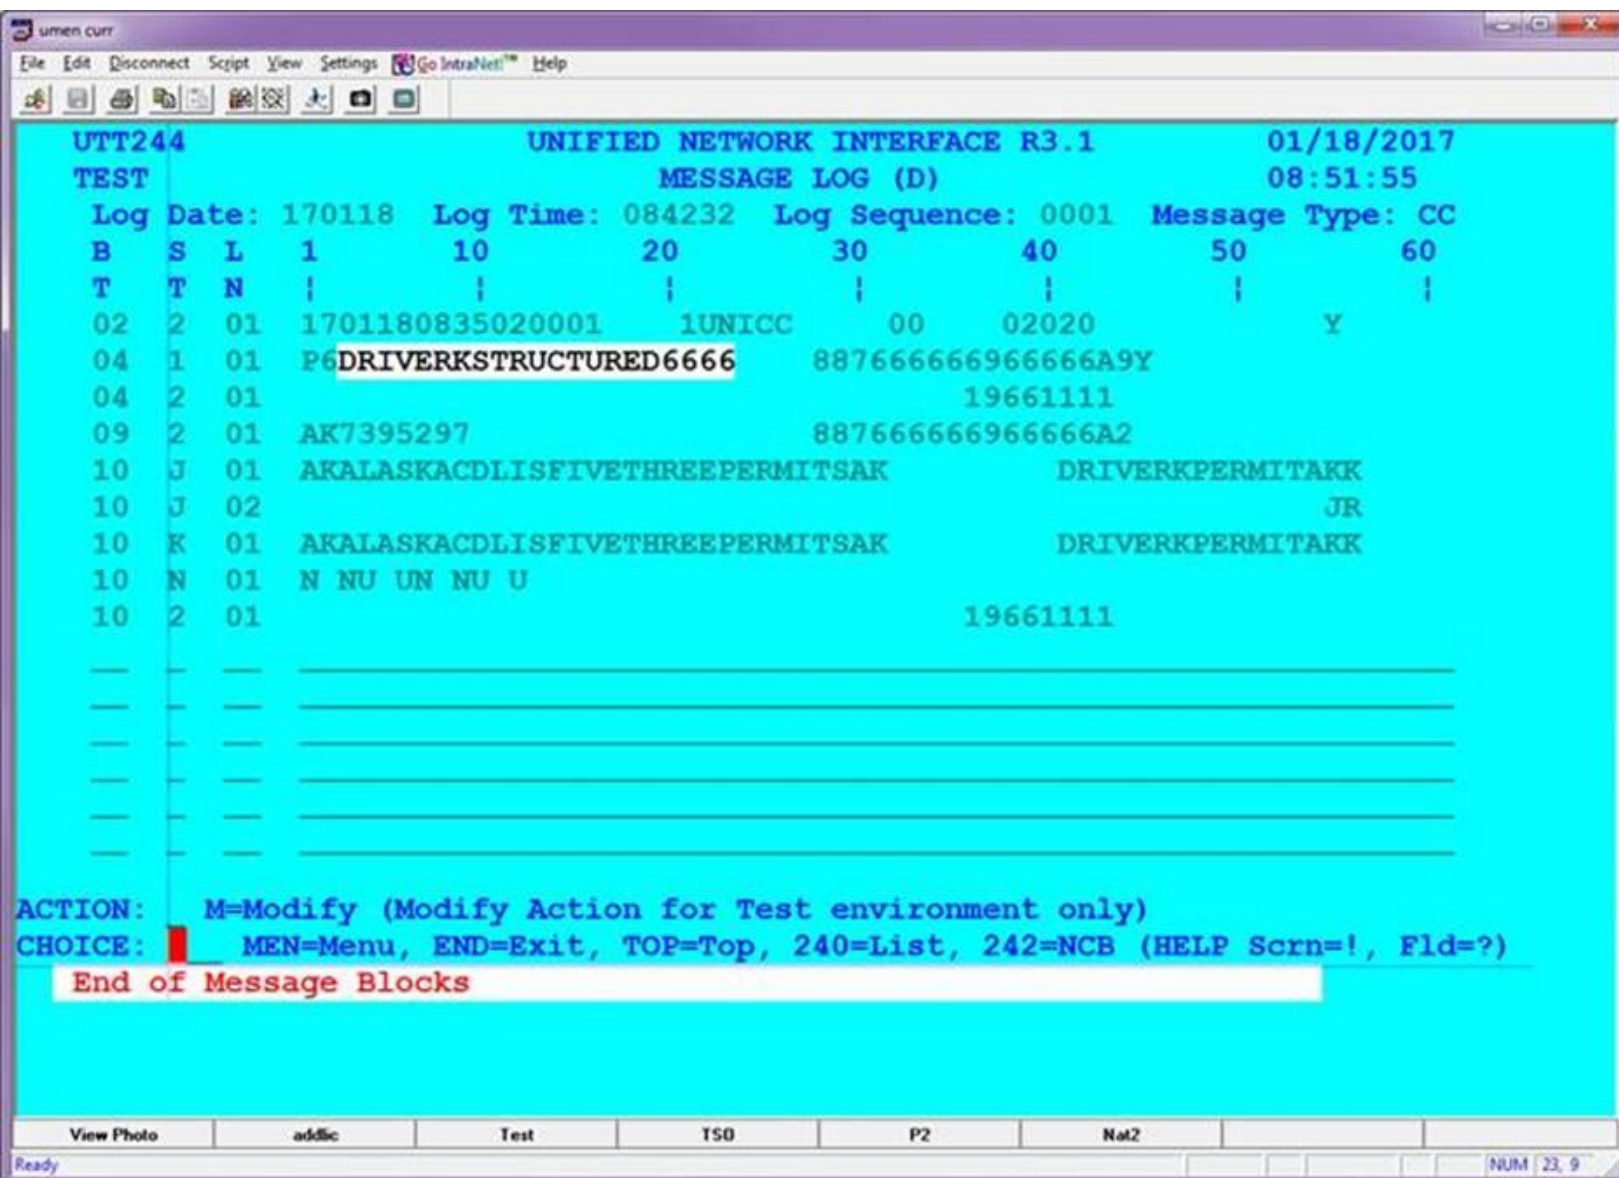 umen curr
File Edit Disconnect Script View Settings Go IntraNet!™ Help
UTT244 UNIFIED NETWORK INTERFACE R3.1 01/18/2017
TEST MESSAGE LOG (D) 08:51:55
Log Date: 170118 Log Time: 084232 Log Sequence: 0001 Message Type: CC
B S L 1 10 20 30 40 50 60
T T N ¦ ¦ ¦ ¦ ¦ ¦ ¦
02 2 01 1701180835020001 1UNICC 00 02020 Y
04 1 01 P6DRIVERKSTRUCTURED6666 887666666966666A9Y
04 2 01 19661111
09 2 01 AK7395297 887666666966666A2
10 J 01 AKALASKACDLISFIVETHREEPERMITSAK DRIVERKPERMITAKK
10 J 02 JR
10 K 01 AKALASKACDLISFIVETHREEPERMITSAK DRIVERKPERMITAKK
10 N 01 N NU UN NU U
10 2 01 19661111
ACTION: M=Modify (Modify Action for Test environment only)
CHOICE: MEN=Menu, END=Exit, TOP=Top, 240=List, 242=NCB (HELP Scrn=!, Fld=?)
End of Message Blocks
View Photo addlic Test TSO P2 Nat2
Ready NUM 23, 9